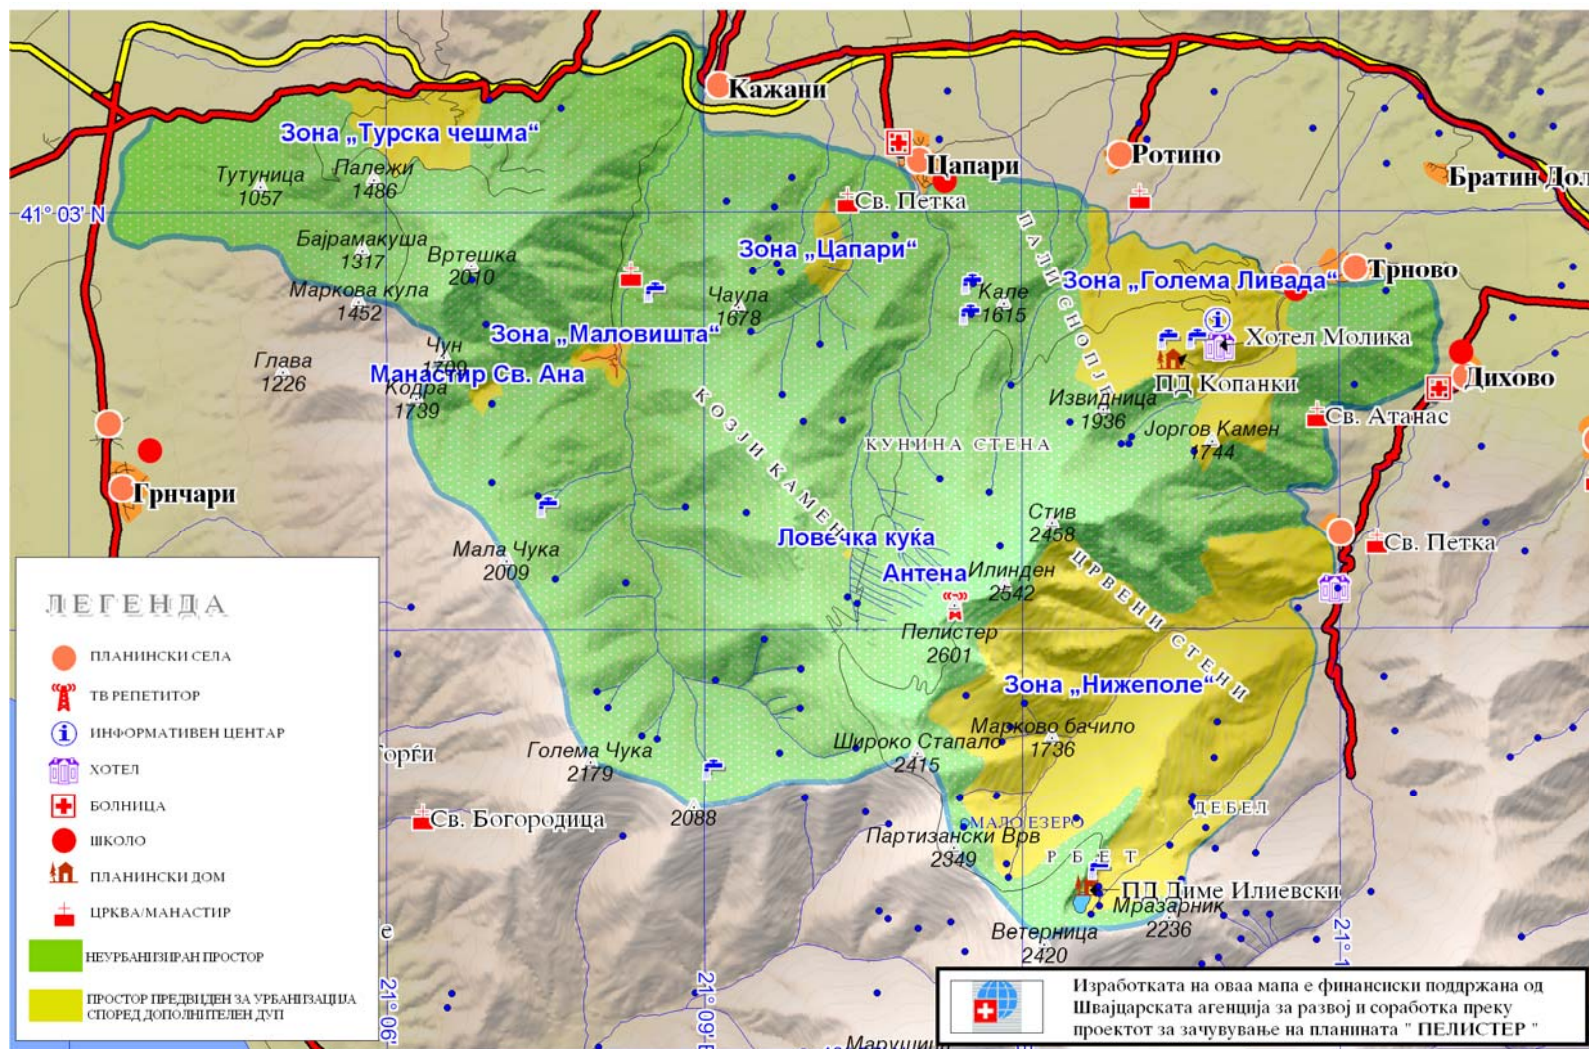 Кажани
Зона „Турска чешма“
Цапари
Ротино
Братин Дол
Тутуница
1057
Палежи
1486
Св. Петка
41° 03' N
ПАЛИСНОПЈЕ
Бајрамакуша
1317
Вртешка
2010
Зона „Цапари“
Трново
Зона „Голема Ливада“
Маркова кула
1452
Чаула
1678
Кале
1615
Зона „Маловишта“
Хотел Молика
Чун
1709
Глава
1226
Манастир Св. Ана
ПД Копанки
Дихово
Кодра
1739
КОЗЈИ КАМЕН
Извидница
1936
Св. Атанас
КУНИНА СТЕНА
Јоргов Камен
1744
Грнчари
Стив
2458
Ловечка куќа
Св. Петка
Мала Чука
2009
Антена
Илинден
2542
ЦРВЕНИ СТЕНИ
Пелистер
2601
Зона „Нижеполе“
Марково бачило
1736
Голема Чука
2179
Широко Стапало
2415
2088
Св. Богородица
МАЛО ЕЗЕРО
ДЕБЕЛ
РБЕТ
Партизански Врв
2349
ПД Диме Илиевски
Мразарник
2236
Ветерница
2420
21° 06'
21° 09' E
21° 1
ЛЕГЕНДА
ПЛАНИНСКИ СЕЛА
ТВ РЕПЕТИТОР
ИНФОРМАТИВЕН ЦЕНТАР
ХОТЕЛ
БОЛНИЦА
ШКОЛО
ПЛАНИНСКИ ДОМ
ЦРКВА/МАНАСТИР
НЕУРБАНИЗИРАН ПРОСТОР
ПРОСТОР ПРЕДВИДЕН ЗА УРБАНИЗАЦИЈА
СПОРЕД ДОПОЛНИТЕЛЕН ДУП
Изработката на оваа мапа е финансиски поддржана од
Швајцарската агенција за развој и соработка преку
проектот за зачувување на планината " ПЕЛИСТЕР "